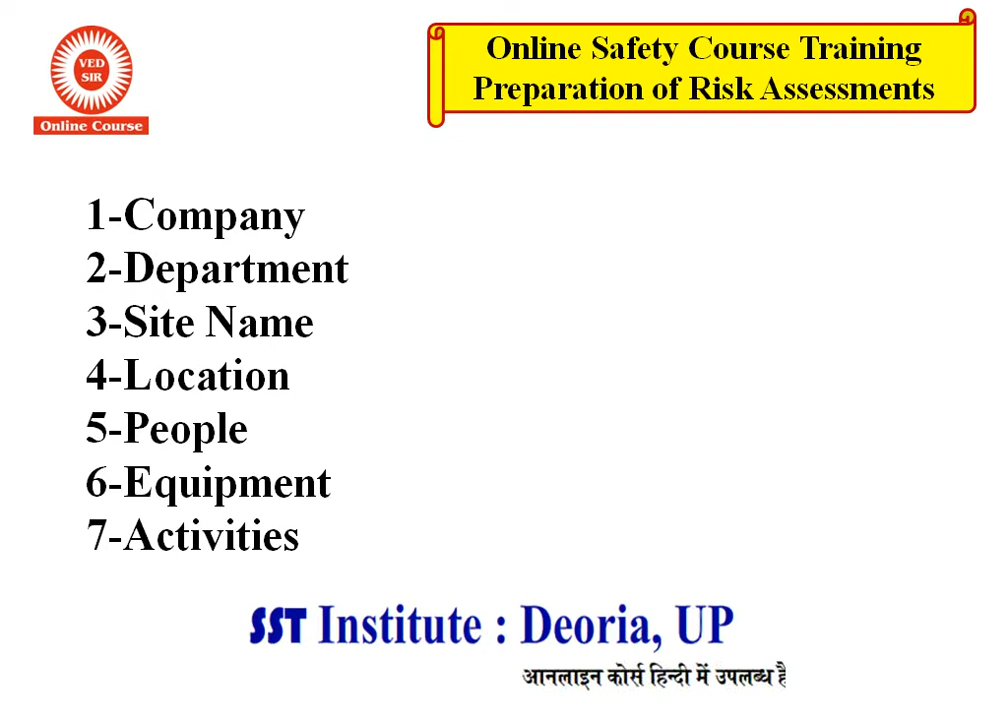 VED
SIR
Online Course
Online Safety Course Training
Preparation of Risk Assessments
1-Company
2-Department
3-Site Name
4-Location
5-People
6-Equipment
7-Activities
SST Institute : Deoria, UP
आनलाइन कोर्स हिन्दी में उपलब्ध है